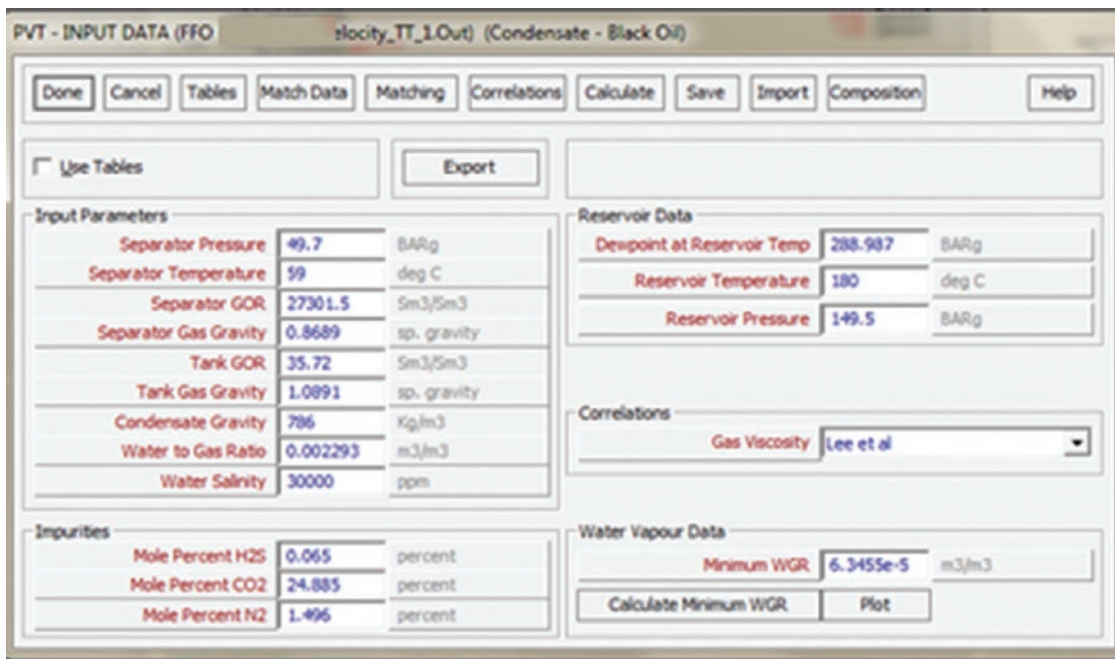 PVT - INPUT DATA (FFO elocity_TT_1.Out) (Condensate - Black Oil)
Done Cancel Tables Match Data Matching Correlations Calculate Save Import Composition Help
Use Tables Export
Input Parameters
Separator Pressure 49.7 BARg
Separator Temperature 59 deg C
Separator GOR 27301.5 Sm3/Sm3
Separator Gas Gravity 0.8689 sp. gravity
Tank GOR 35.72 Sm3/Sm3
Tank Gas Gravity 1.0891 sp. gravity
Condensate Gravity 786 Kg/m3
Water to Gas Ratio 0.002293 m3/m3
Water Salinity 30000 ppm
Impurities
Mole Percent H2S 0.065 percent
Mole Percent CO2 24.885 percent
Mole Percent N2 1.496 percent
Reservoir Data
Dewpoint at Reservoir Temp 288.987 BARg
Reservoir Temperature 180 deg C
Reservoir Pressure 149.5 BARg
Correlations
Gas Viscosity Lee et al
Water Vapour Data
Minimum WGR 6.3455e-5 m3/m3
Calculate Minimum WGR Plot